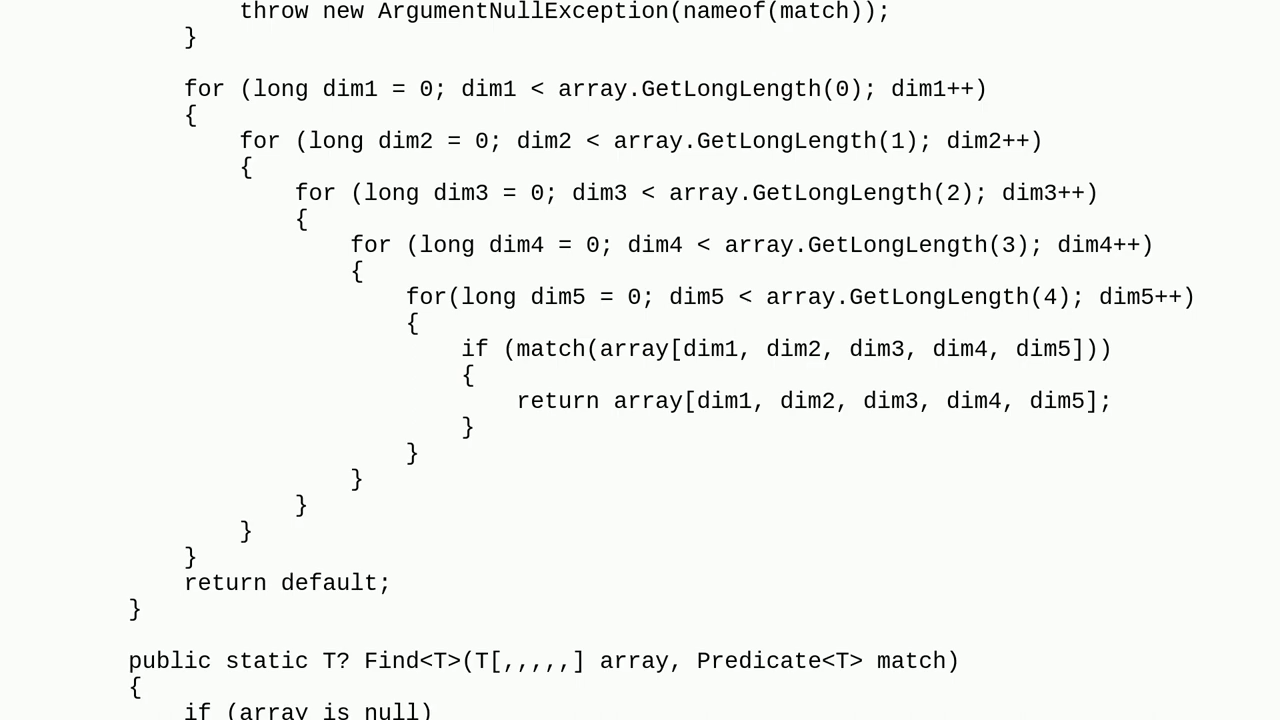 throw new ArgumentNullException(nameof(match));
}
for (long dim1 = 0; dim1 < array.GetLongLength(0); dim1++)
{
for (long dim2 = 0; dim2 < array.GetLongLength(1); dim2++)
{
for (long dim3 = 0; dim3 < array.GetLongLength(2); dim3++)
{
for (long dim4 = 0; dim4 < array.GetLongLength(3); dim4++)
{
for(long dim5 = 0; dim5 < array.GetLongLength(4); dim5++)
{
if (match(array[dim1, dim2, dim3, dim4, dim5]))
{
return array[dim1, dim2, dim3, dim4, dim5];
}
}
}
}
}
}
return default;
}
public static T? Find<T>(T[,,,,,] array, Predicate<T> match)
{
if (array is null)